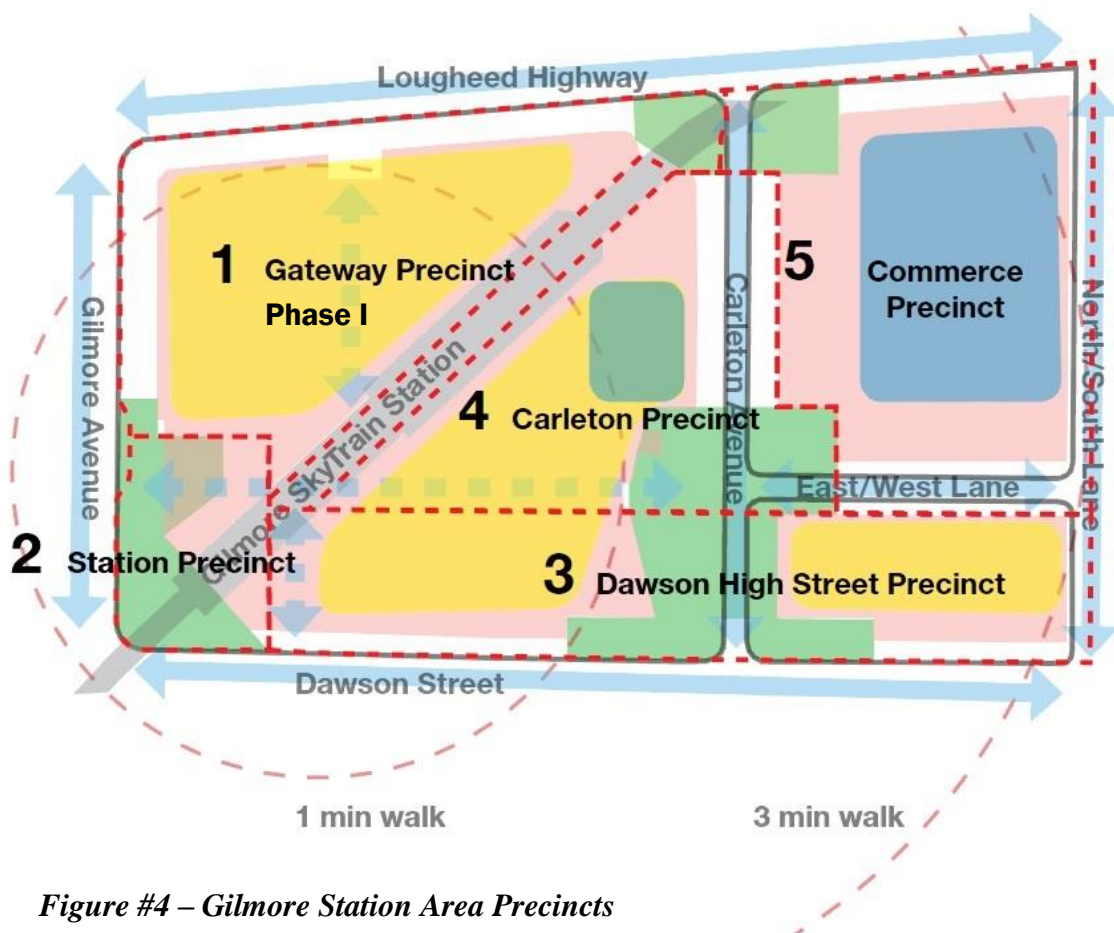 Lougheed Highway
1 Gateway Precinct
Phase I
5 Commerce
Precinct
Gilmore Avenue
Gilmore SkyTrain Station
Carleton Avenue
North/South Lane
4 Carleton Precinct
East/West Lane
2 Station Precinct
3 Dawson High Street Precinct
Dawson Street
1 min walk
3 min walk
Figure #4 – Gilmore Station Area Precincts